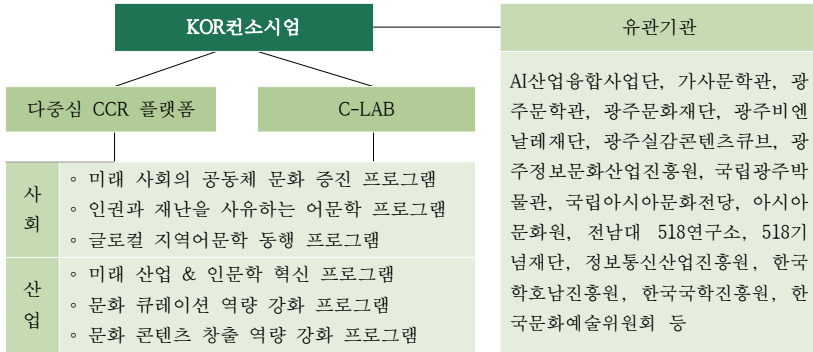 KOR컨소시엄
다중심 CCR 플랫폼
C-LAB
사회
◦ 미래 사회의 공동체 문화 증진 프로그램
◦ 인권과 재난을 사유하는 어문학 프로그램
◦ 글로컬 지역어문학 동행 프로그램
산업
◦ 미래 산업 & 인문학 혁신 프로그램
◦ 문화 큐레이션 역량 강화 프로그램
◦ 문화 콘텐츠 창출 역량 강화 프로그램
유관기관
AI산업융합사업단, 가사문학관, 광
주문학관, 광주문화재단, 광주비엔
날레재단, 광주실감콘텐츠큐브, 광
주정보문화산업진흥원, 국립광주박
물관, 국립아시아문화전당, 아시아
문화원, 전남대 518연구소, 518기
념재단, 정보통신산업진흥원, 한국
학호남진흥원, 한국국학진흥원, 한
국문화예술위원회 등